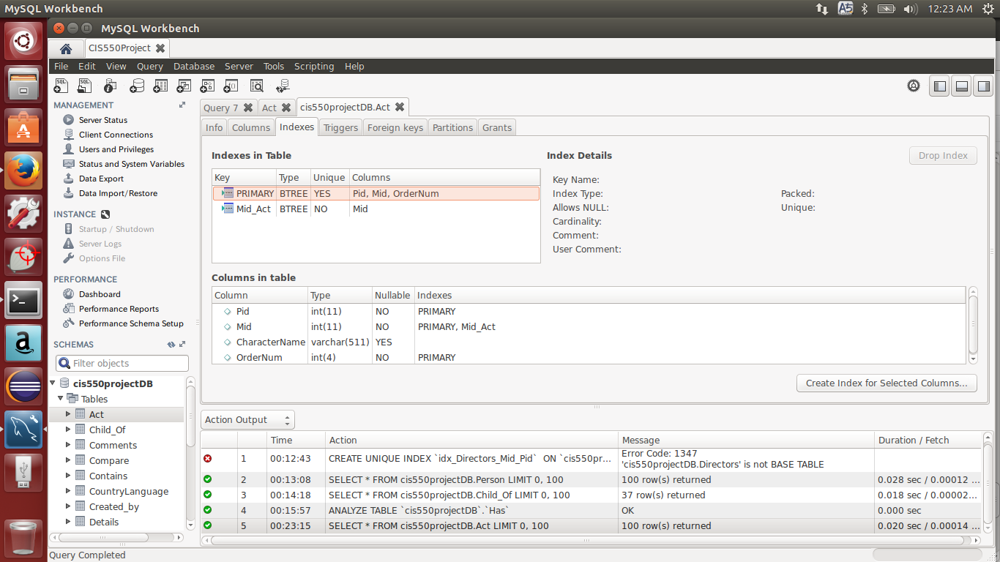 MySQL Workbench
12:23 AM
MySQL Workbench
CIS550Project
File Edit View Query Database Server Tools Scripting Help
MANAGEMENT
Server Status
Client Connections
Users and Privileges
Status and System Variables
Data Export
Data Import/Restore
INSTANCE
Startup / Shutdown
Server Logs
Options File
PERFORMANCE
Dashboard
Performance Reports
Performance Schema Setup
SCHEMAS
Filter objects
cis550projectDB
Tables
Act
Child_Of
Comments
Compare
Contains
CountryLanguage
Created_by
Details
Query 7 Act cis550projectDB.Act
Info Columns Indexes Triggers Foreign keys Partitions Grants
Indexes in Table
Key Type Unique Columns
PRIMARY BTREE YES Pid, Mid, OrderNum
Mid_Act BTREE NO Mid
Index Details
Drop Index
Key Name:
Index Type: Packed:
Allows NULL: Unique:
Cardinality:
Comment:
User Comment:
Columns in table
Column Type Nullable Indexes
Pid int(11) NO PRIMARY
Mid int(11) NO PRIMARY, Mid_Act
CharacterName varchar(511) YES
OrderNum int(4) NO PRIMARY
Create Index for Selected Columns...
Action Output
Time Action Message Duration / Fetch
1 00:12:43 CREATE UNIQUE INDEX `idx_Directors_Mid_Pid` ON `cis550pr... Error Code: 1347
'cis550projectDB.Directors' is not BASE TABLE
2 00:13:08 SELECT * FROM cis550projectDB.Person LIMIT 0, 100 100 row(s) returned 0.028 sec / 0.00012 ...
3 00:14:18 SELECT * FROM cis550projectDB.Child_Of LIMIT 0, 100 37 row(s) returned 0.018 sec / 0.00002...
4 00:15:57 ANALYZE TABLE `cis550projectDB`.`Has` OK 0.000 sec
5 00:23:15 SELECT * FROM cis550projectDB.Act LIMIT 0, 100 100 row(s) returned 0.020 sec / 0.00014 ...
Query Completed